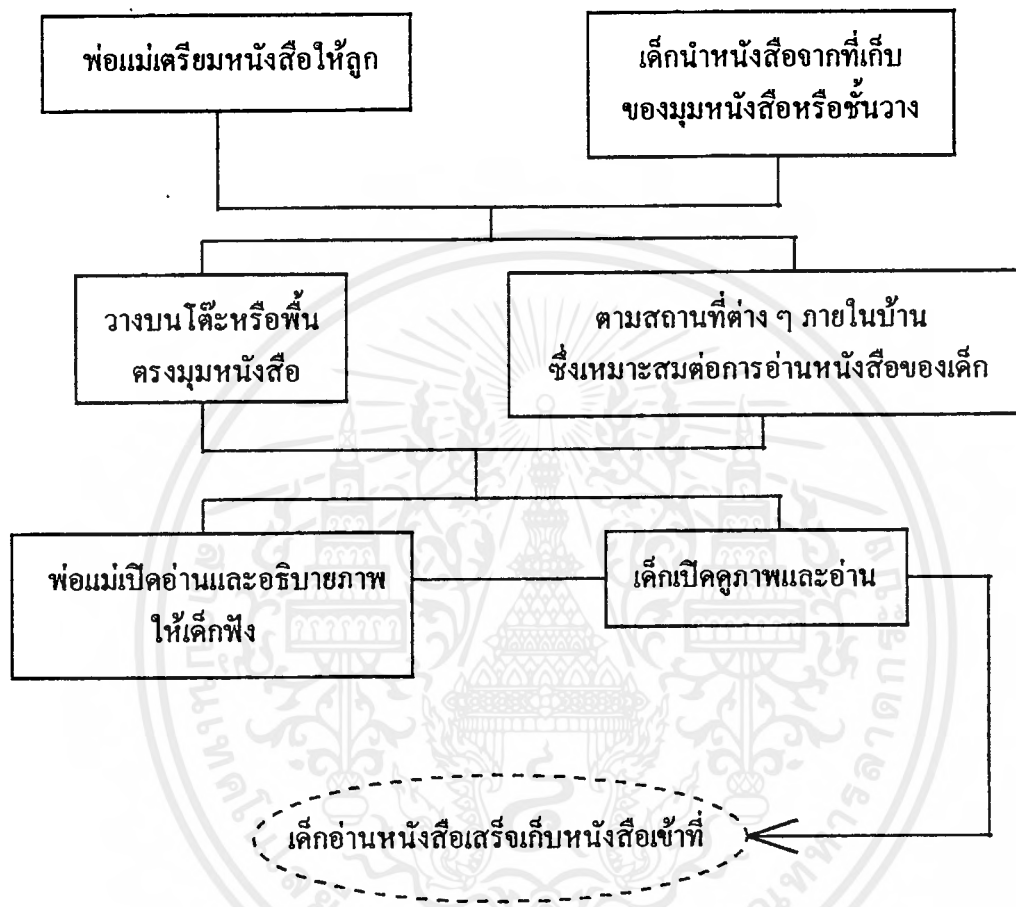 พ่อแม่เตรียมหนังสือให้ลูก
เด็กนำหนังสือจากที่เก็บ
ของมุมหนังสือหรือชั้นวาง
วางบนโต๊ะหรือพื้น
ตรงมุมหนังสือ
ตามสถานที่ต่าง ๆ ภายในบ้าน
ซึ่งเหมาะสมต่อการอ่านหนังสือของเด็ก
พ่อแม่เปิดอ่านและอธิบายภาพ
ให้เด็กฟัง
เด็กเปิดดูภาพและอ่าน
เด็กอ่านหนังสือเสร็จเก็บหนังสือเข้าที่